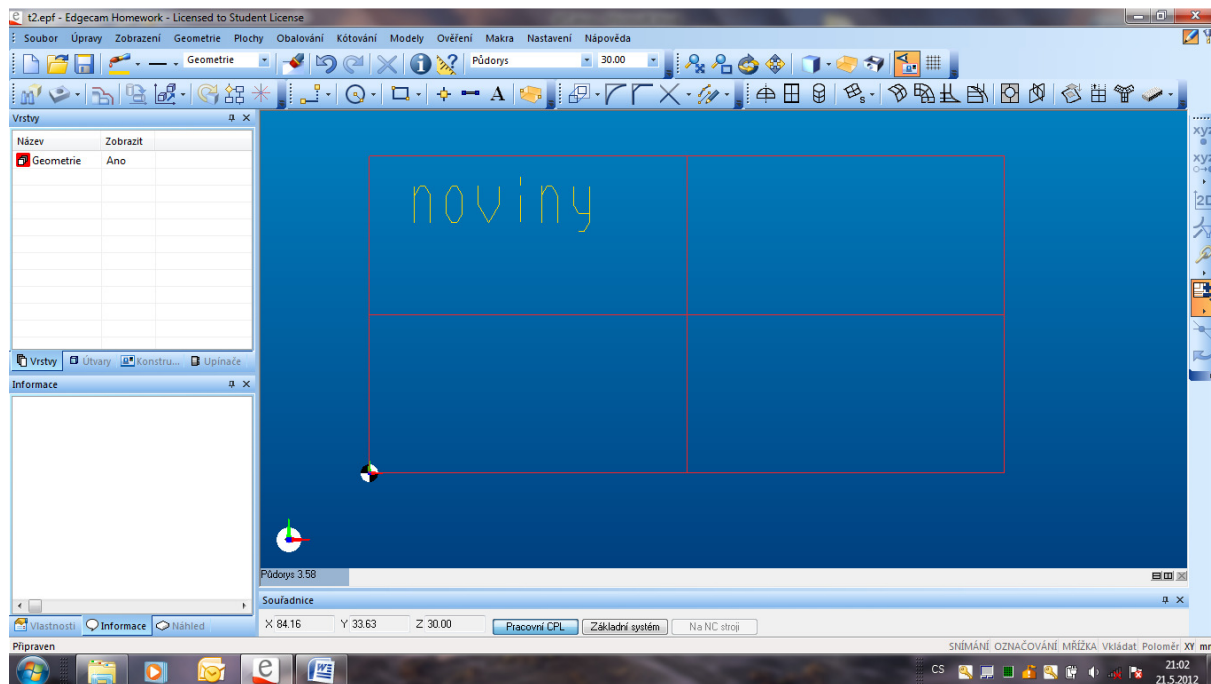 t2.epf - Edgecam Homework - Licensed to Student License
Soubor Úpravy Zobrazení Geometrie Plochy Obalování Kótování Modely Ověření Makra Nastavení Nápověda
Geometrie Půdorys 30.00
Vrstvy
Název Zobrazit
Geometrie Ano
noviny
Vrstvy Útvary Konstru... Upínače
Informace
Půdorys 3.58
Souřadnice
Vlastnosti Informace Náhled
X 84.16 Y 33.63 Z 30.00 Pracovní CPL Základní systém Na NC stroji
Připraven
SNÍMÁNÍ OZNAČOVÁNÍ MŘÍŽKA Vkládat Poloměr XY mm
CS 21:02
21.5.2012